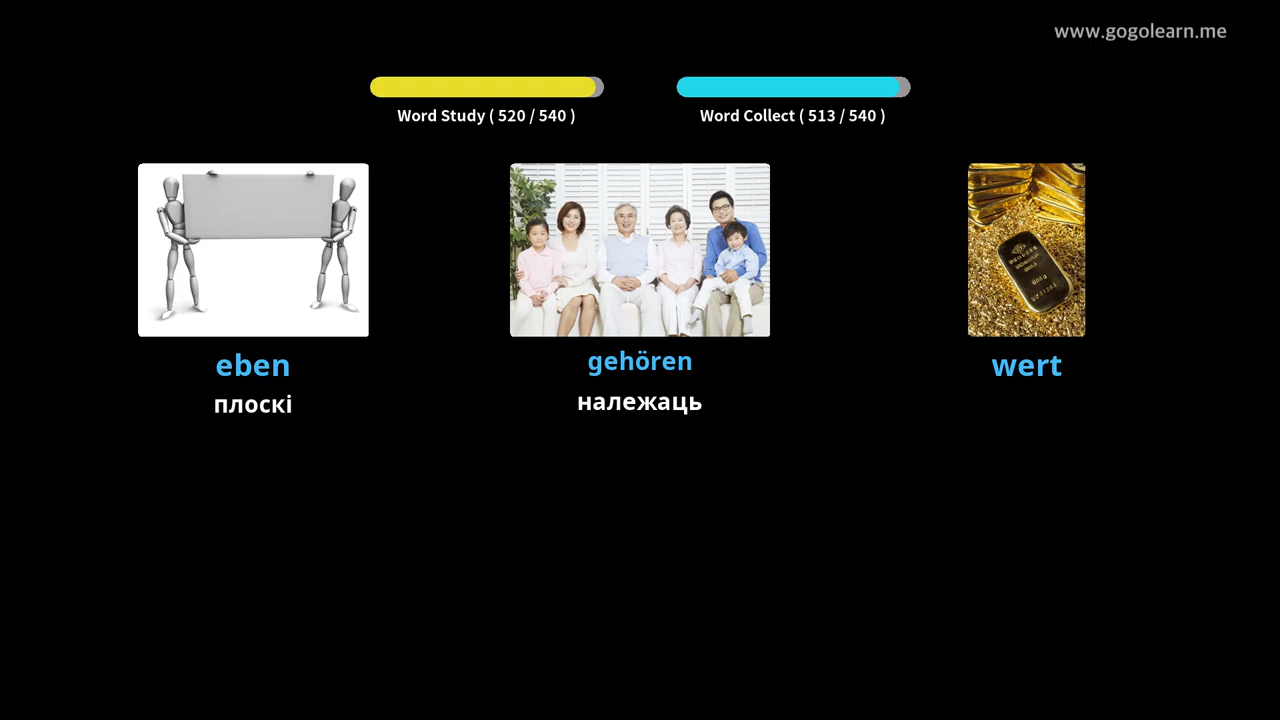 www.gogolearn.me
Word Study ( 520 / 540 )
Word Collect ( 513 / 540 )
eben
плоскі
gehören
належаць
wert